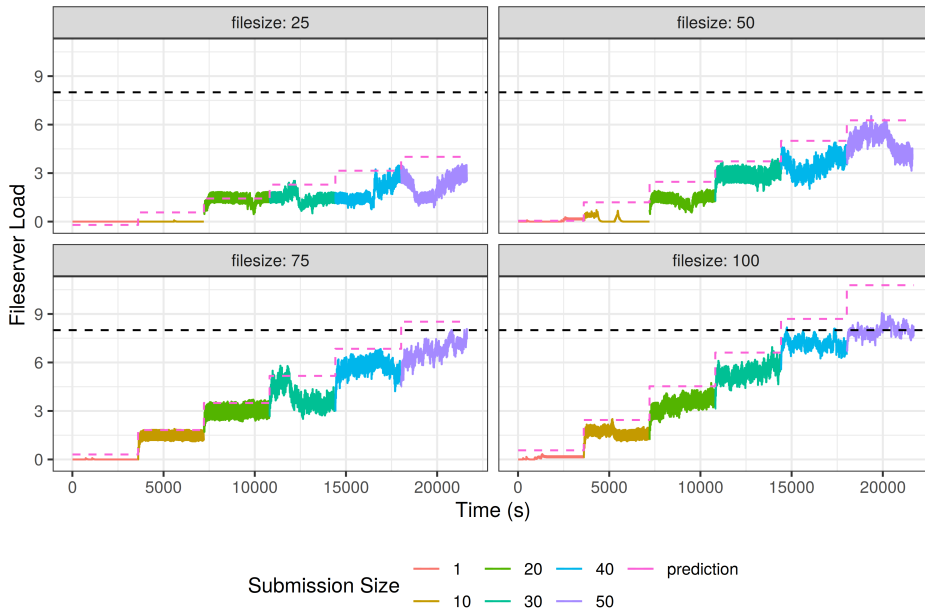 filesize: 25
filesize: 50
9
6
3
0
filesize: 75
filesize: 100
9
6
3
0
Fileserver Load
0 5000 10000 15000 20000 0 5000 10000 15000 20000
Time (s)
Submission Size
1 20 40 prediction
10 30 50